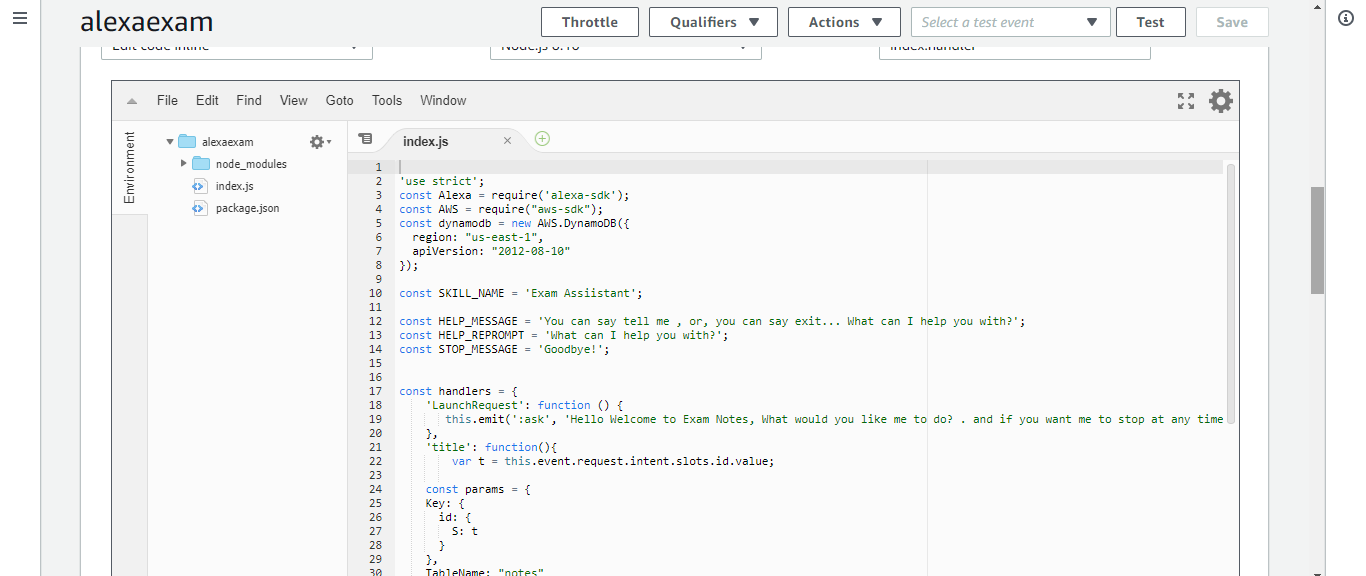 alexaexam
Throttle
Qualifiers
Actions
Select a test event
Test
Save
Edit code inline
Node.js 8.10
index.handler
File Edit Find View Goto Tools Window
Environment
alexaexam
node_modules
index.js
package.json
index.js
1
2 'use strict';
3 const Alexa = require('alexa-sdk');
4 const AWS = require("aws-sdk");
5 const dynamodb = new AWS.DynamoDB({
6 region: "us-east-1",
7 apiVersion: "2012-08-10"
8 });
9
10 const SKILL_NAME = 'Exam Assiistant';
11
12 const HELP_MESSAGE = 'You can say tell me , or, you can say exit... What can I help you with?';
13 const HELP_REPROMPT = 'What can I help you with?';
14 const STOP_MESSAGE = 'Goodbye!';
15
16
17 const handlers = {
18 'LaunchRequest': function () {
19 this.emit(':ask', 'Hello Welcome to Exam Notes, What would you like me to do? . and if you want me to stop at any time
20 },
21 'title': function(){
22 var t = this.event.request.intent.slots.id.value;
23
24 const params = {
25 Key: {
26 id: {
27 S: t
28 }
29 },
30 TableName: "notes"